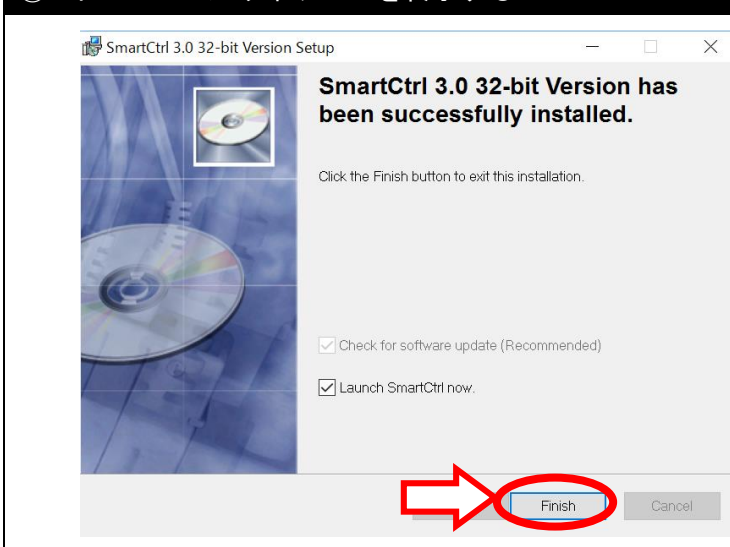 SmartCtrl 3.0 32-bit Version Setup
SmartCtrl 3.0 32-bit Version has
been successfully installed.
Click the Finish button to exit this installation.
Check for software update (Recommended)
Launch SmartCtrl now.
Finish
Cancel